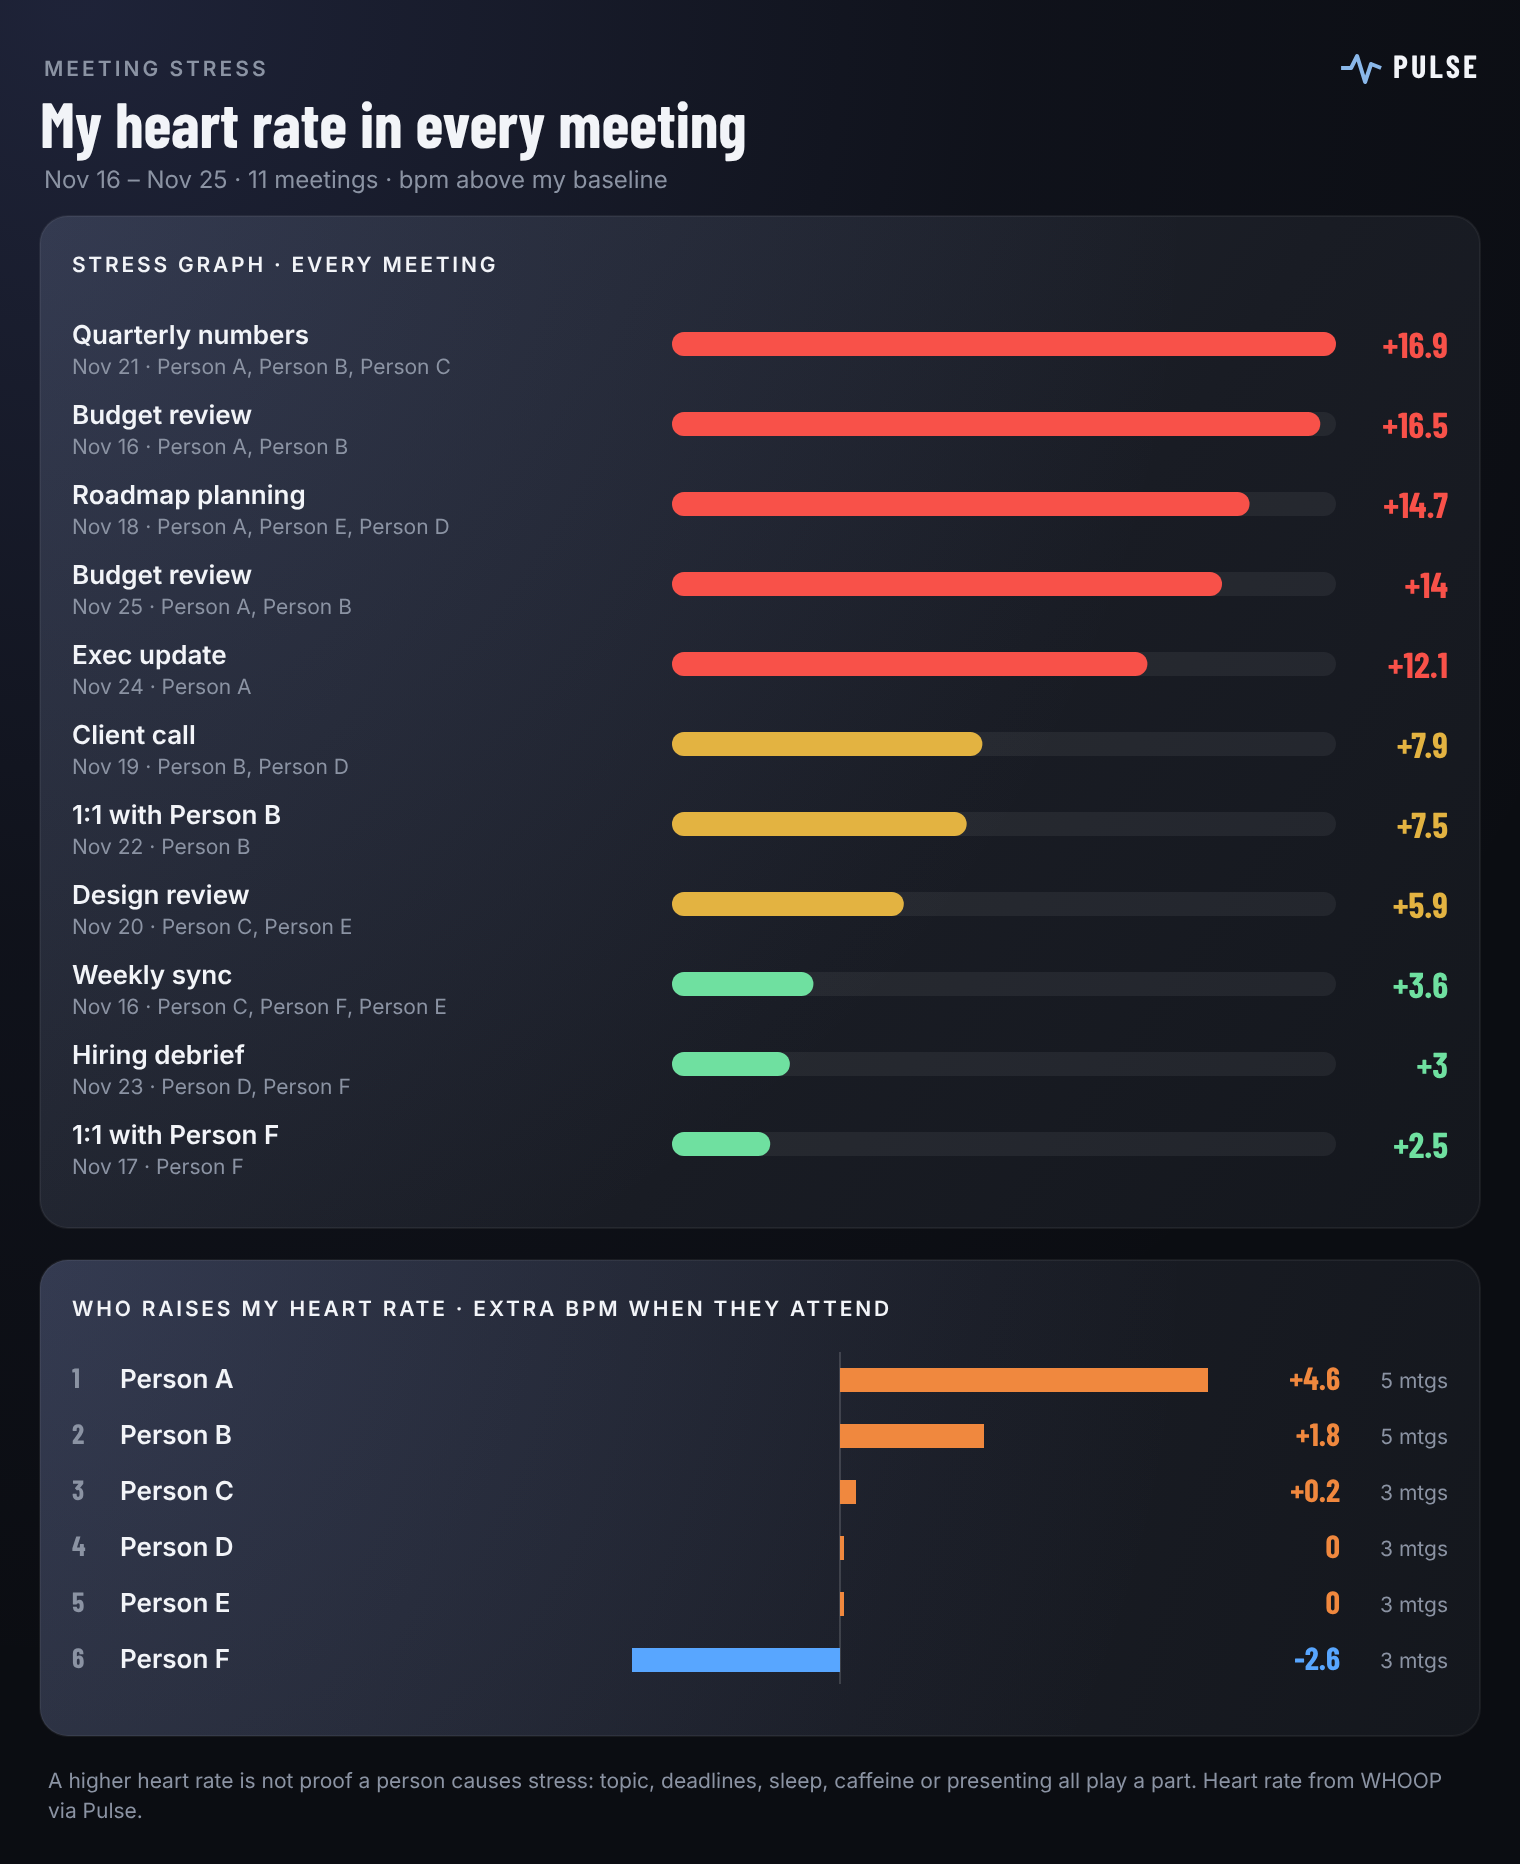 MEETING STRESS
PULSE
My heart rate in every meeting
Nov 16 – Nov 25 · 11 meetings · bpm above my baseline
STRESS GRAPH · EVERY MEETING
Quarterly numbers
+16.9
Nov 21 · Person A, Person B, Person C
Budget review
+16.5
Nov 16 · Person A, Person B
Roadmap planning
+14.7
Nov 18 · Person A, Person E, Person D
Budget review
+14
Nov 25 · Person A, Person B
Exec update
+12.1
Nov 24 · Person A
Client call
+7.9
Nov 19 · Person B, Person D
1:1 with Person B
+7.5
Nov 22 · Person B
Design review
+5.9
Nov 20 · Person C, Person E
Weekly sync
+3.6
Nov 16 · Person C, Person F, Person E
Hiring debrief
+3
Nov 23 · Person D, Person F
1:1 with Person F
+2.5
Nov 17 · Person F
WHO RAISES MY HEART RATE · EXTRA BPM WHEN THEY ATTEND
1 Person A +4.6 5 mtgs
2 Person B +1.8 5 mtgs
3 Person C +0.2 3 mtgs
4 Person D 0 3 mtgs
5 Person E 0 3 mtgs
6 Person F -2.6 3 mtgs
A higher heart rate is not proof a person causes stress: topic, deadlines, sleep, caffeine or presenting all play a part. Heart rate from WHOOP
via Pulse.